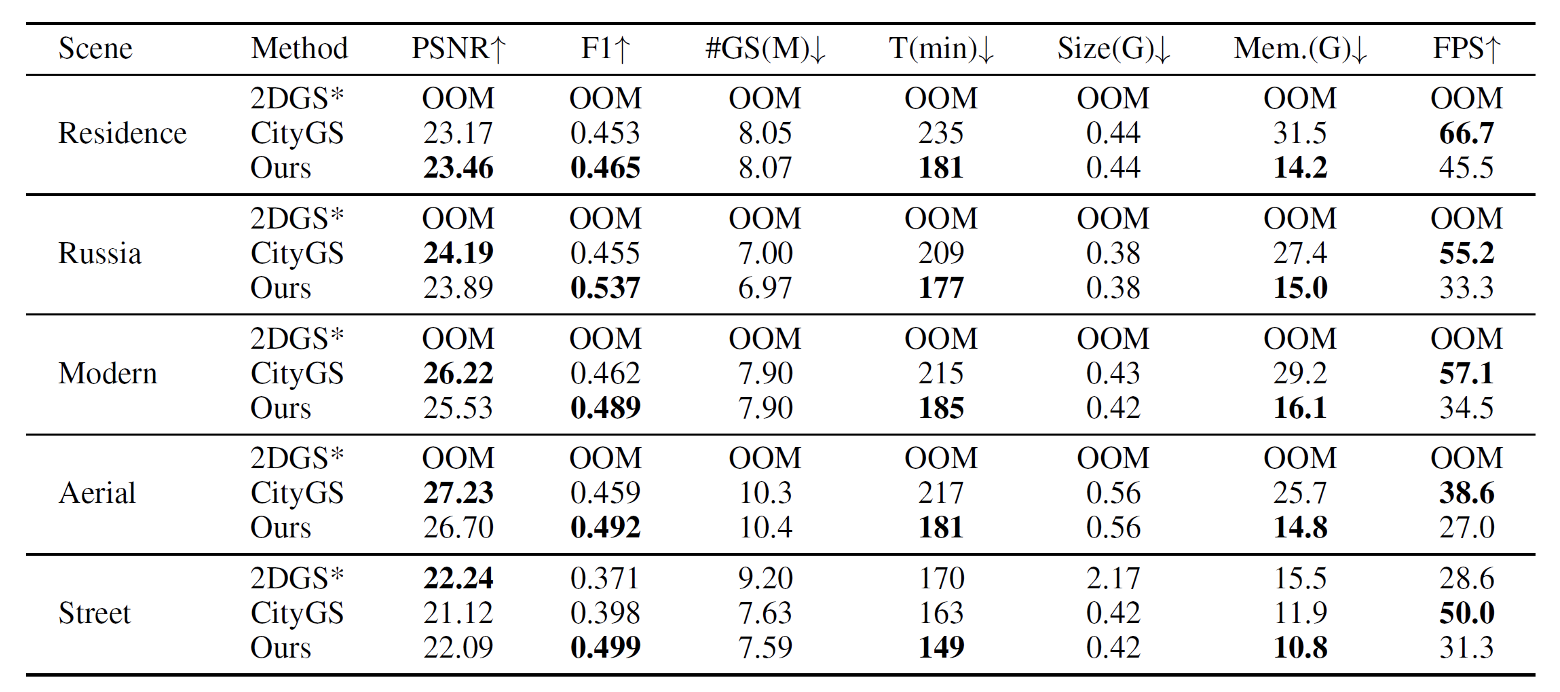 Scene Method PSNR↑ F1↑ #GS(M)↓ T(min)↓ Size(G)↓ Mem.(G)↓ FPS↑
2DGS* OOM OOM OOM OOM OOM OOM OOM
Residence CityGS 23.17 0.453 8.05 235 0.44 31.5 66.7
Ours 23.46 0.465 8.07 181 0.44 14.2 45.5
2DGS* OOM OOM OOM OOM OOM OOM OOM
Russia CityGS 24.19 0.455 7.00 209 0.38 27.4 55.2
Ours 23.89 0.537 6.97 177 0.38 15.0 33.3
2DGS* OOM OOM OOM OOM OOM OOM OOM
Modern CityGS 26.22 0.462 7.90 215 0.43 29.2 57.1
Ours 25.53 0.489 7.90 185 0.42 16.1 34.5
2DGS* OOM OOM OOM OOM OOM OOM OOM
Aerial CityGS 27.23 0.459 10.3 217 0.56 25.7 38.6
Ours 26.70 0.492 10.4 181 0.56 14.8 27.0
2DGS* 22.24 0.371 9.20 170 2.17 15.5 28.6
Street CityGS 21.12 0.398 7.63 163 0.42 11.9 50.0
Ours 22.09 0.499 7.59 149 0.42 10.8 31.3